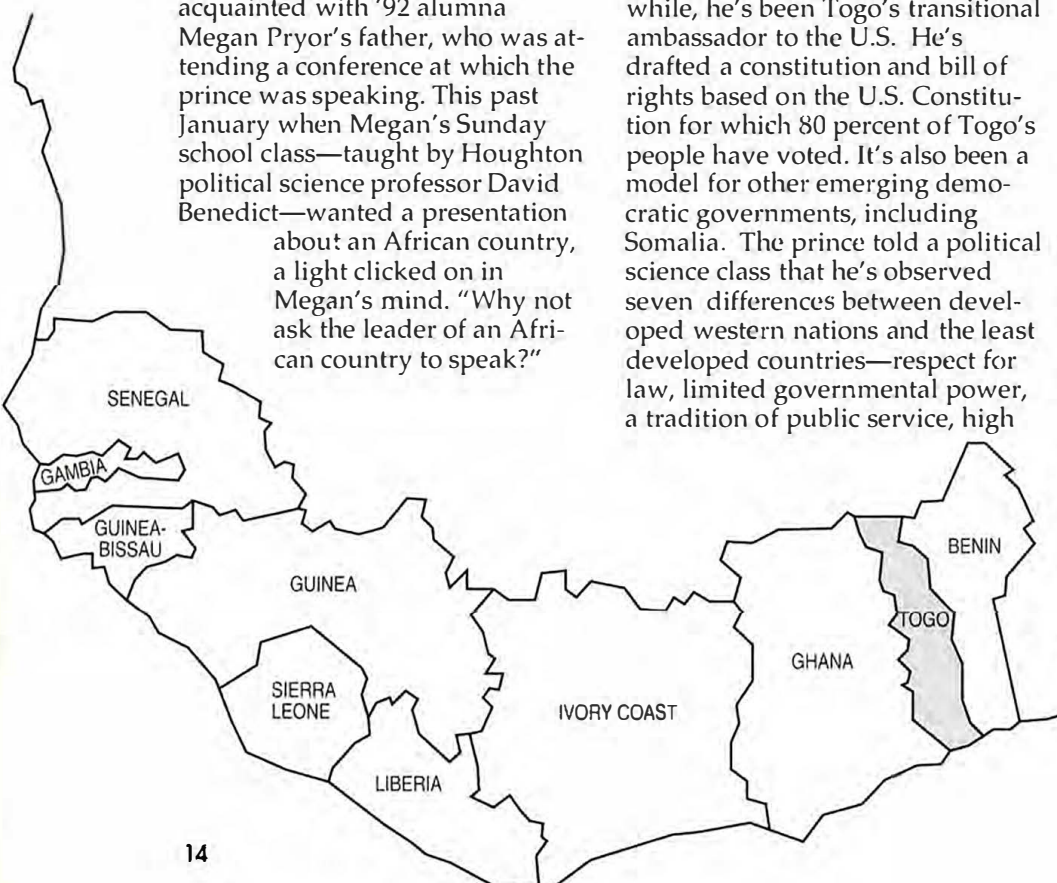 acquainted with '92 alumna
Megan Pryor's father, who was at-
tending a conference at which the
prince was speaking. This past
January when Megan's Sunday
school class—taught by Houghton
political science professor David
Benedict—wanted a presentation
about an African country,
a light clicked on in
Megan's mind. "Why not
ask the leader of an Afri-
can country to speak?"
while, he's been Togo's transitional
ambassador to the U.S. He's
drafted a constitution and bill of
rights based on the U.S. Constitu-
tion for which 80 percent of Togo's
people have voted. It's also been a
model for other emerging demo-
cratic governments, including
Somalia. The prince told a political
science class that he's observed
seven differences between devel-
oped western nations and the least
developed countries—respect for
law, limited governmental power,
a tradition of public service, high
SENEGAL
GAMBIA
GUINEA-
BISSAU
GUINEA
SIERRA
LEONE
LIBERIA
IVORY COAST
GHANA
TOGO
BENIN
14